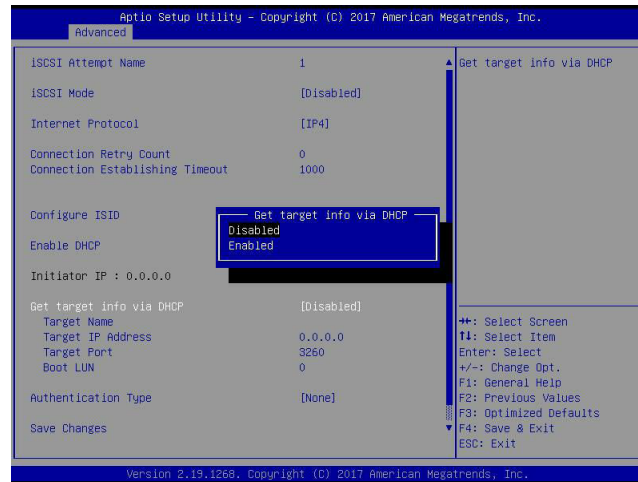 Aptio Setup Utility – Copyright (C) 2017 American Megatrends, Inc.
Advanced
iSCSI Attempt Name 1
iSCSI Mode [Disabled]
Internet Protocol [IP4]
Connection Retry Count 0
Connection Establishing Timeout 1000
Configure ISID
Enable DHCP
Initiator IP : 0.0.0.0
Get target info via DHCP [Disabled]
Target Name
Target IP Address 0.0.0.0
Target Port 3260
Boot LUN 0
Authentication Type [None]
Save Changes
Get target info via DHCP
Disabled
Enabled
Get target info via DHCP
→←: Select Screen
↑↓: Select Item
Enter: Select
+/-: Change Opt.
F1: General Help
F2: Previous Values
F3: Optimized Defaults
F4: Save & Exit
ESC: Exit
Version 2.19.1268. Copyright (C) 2017 American Megatrends, Inc.